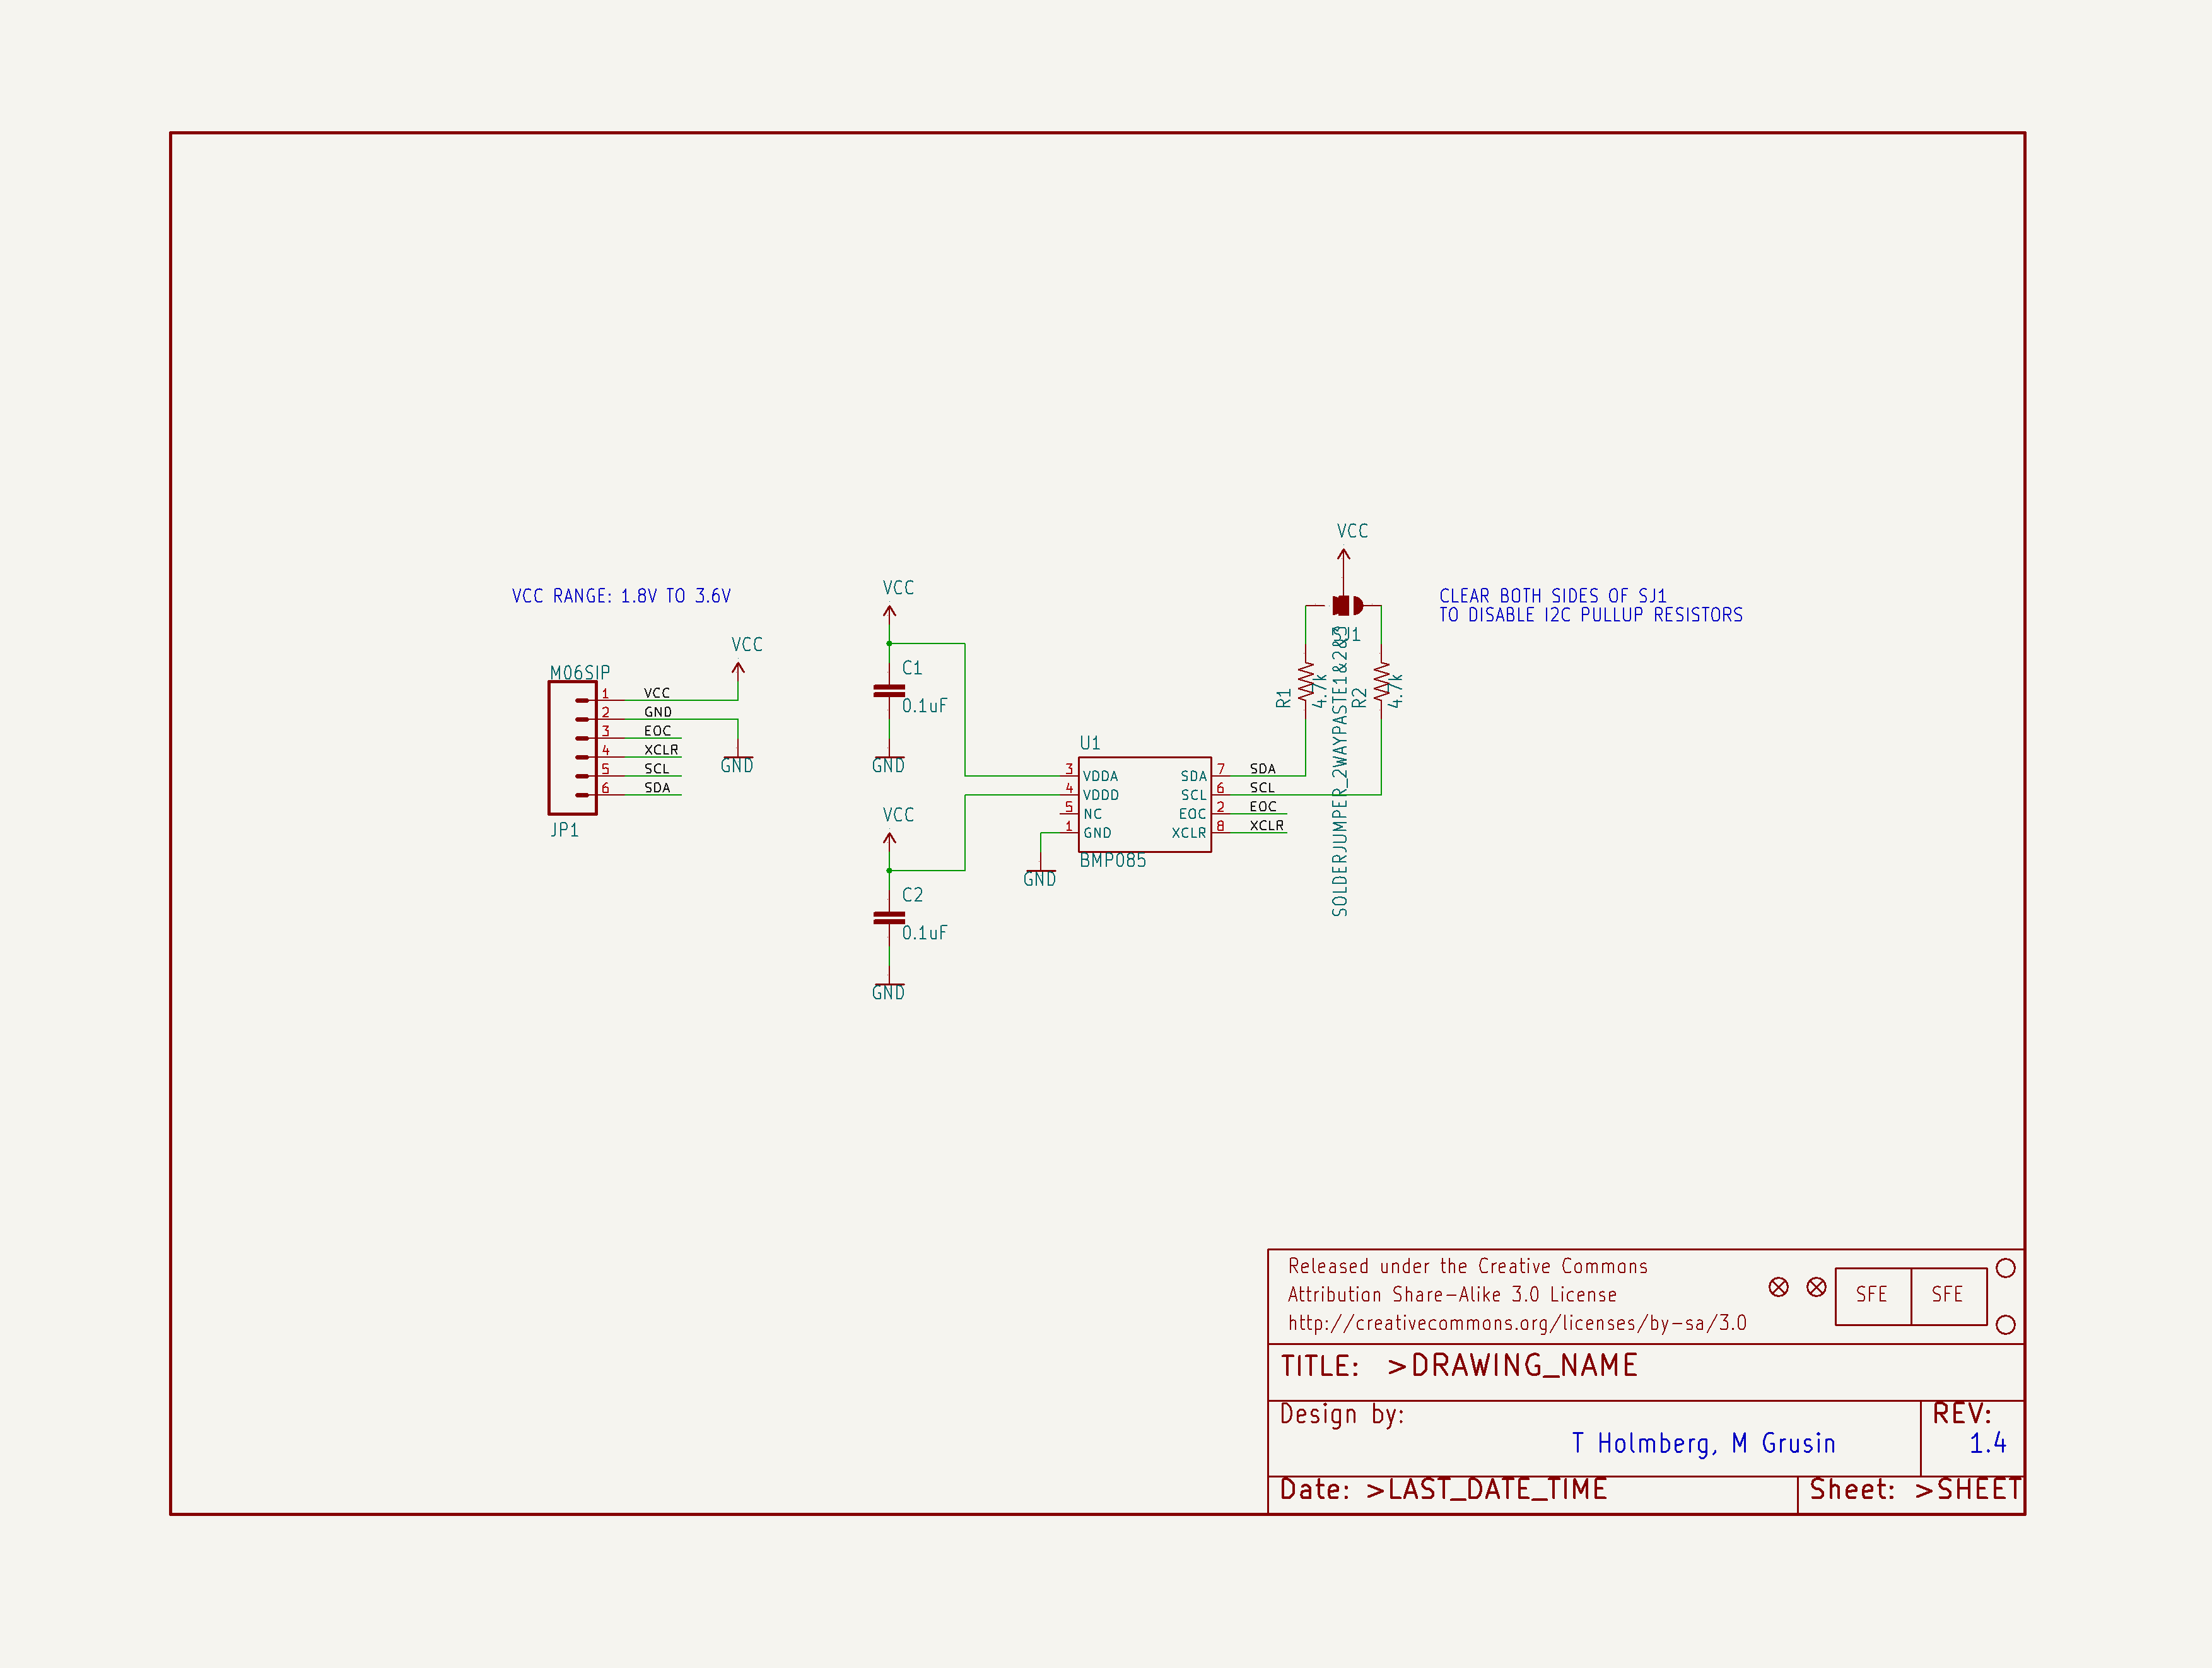 VCC
VCC RANGE: 1.8V TO 3.6V
VCC
CLEAR BOTH SIDES OF SJ1
TO DISABLE I2C PULLUP RESISTORS
SJ1
SOLDERJUMPER_2WAYPASTE1&2&3
R1
4.7k
R2
4.7k
VCC
M06SIP
1 VCC
2 GND
3 EOC
4 XCLR
5 SCL
6 SDA
JP1
GND
C1
0.1uF
GND
VCC
C2
0.1uF
GND
U1
3 VDDA SDA 7 SDA
4 VDDD SCL 6 SCL
5 NC EOC 2 EOC
1 GND XCLR 8 XCLR
BMP085
GND
Released under the Creative Commons
Attribution Share-Alike 3.0 License
http://creativecommons.org/licenses/by-sa/3.0
SFE SFE
TITLE: >DRAWING_NAME
Design by:
T Holmberg, M Grusin
REV:
1.4
Date: >LAST_DATE_TIME
Sheet: >SHEET